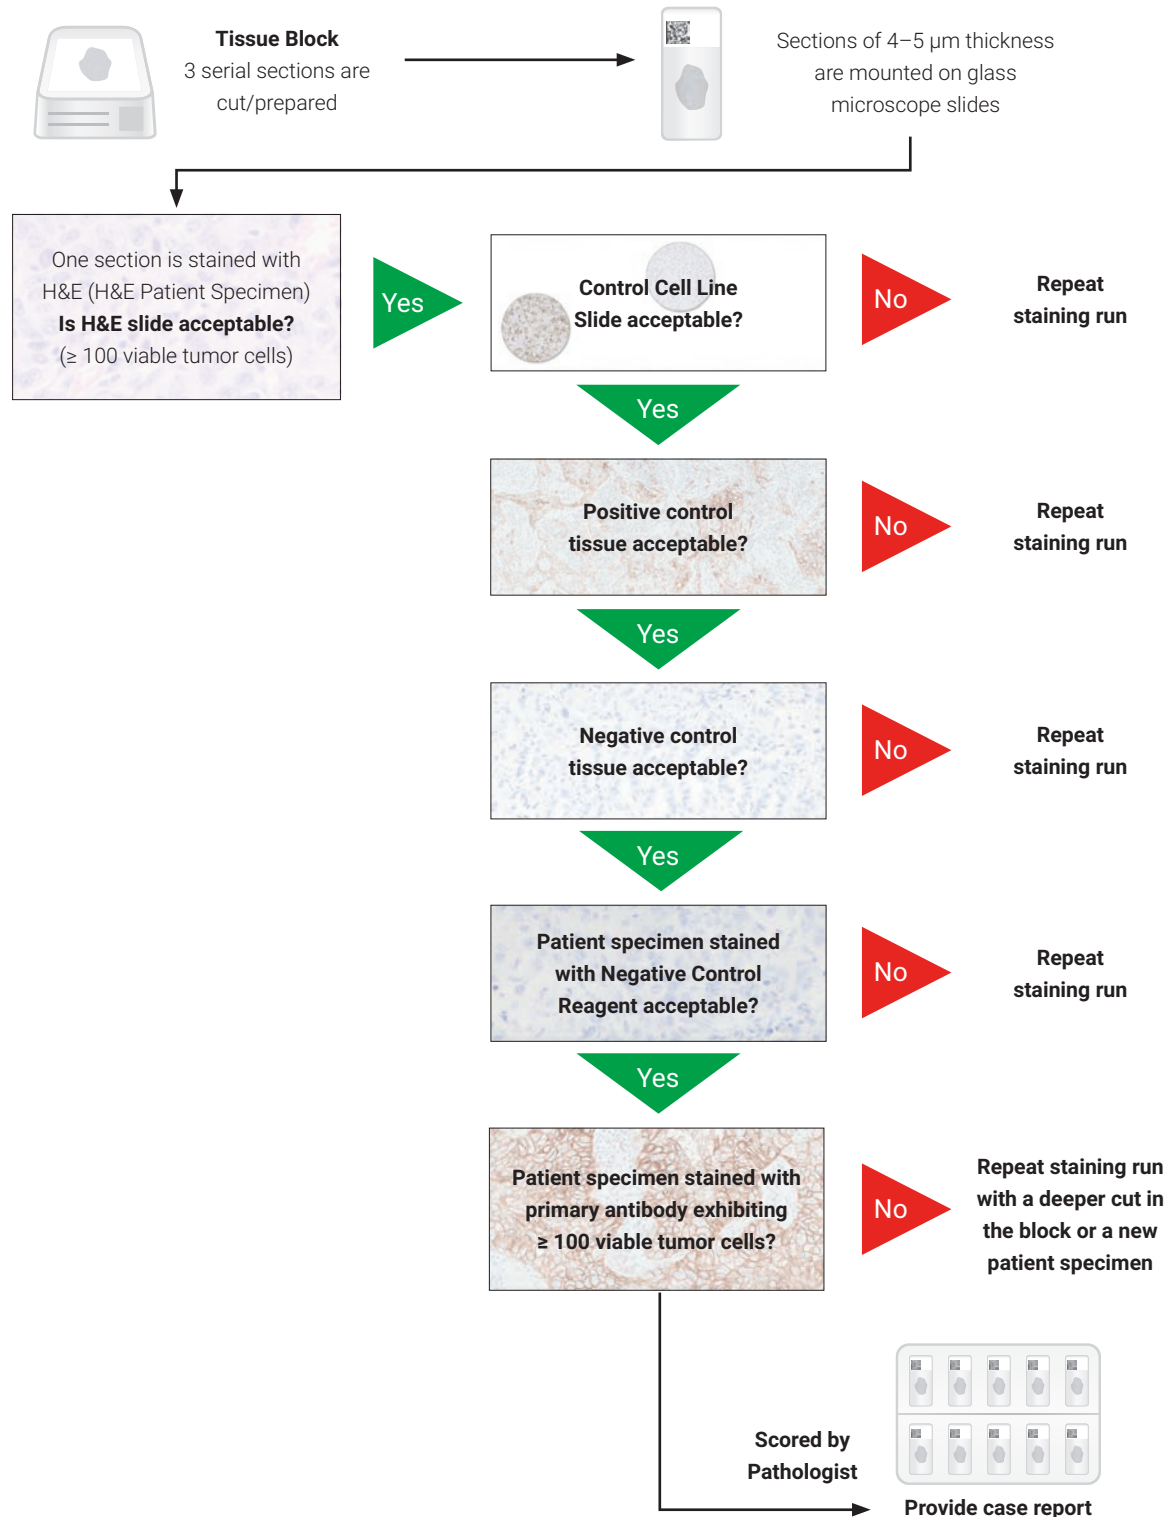 Tissue Block
3 serial sections are
cut/prepared
Sections of 4–5 µm thickness
are mounted on glass
microscope slides
One section is stained with
H&E (H&E Patient Specimen)
Is H&E slide acceptable?
(≥ 100 viable tumor cells)
Yes
Control Cell Line
Slide acceptable?
No
Repeat
staining run
Yes
Positive control
tissue acceptable?
No
Repeat
staining run
Yes
Negative control
tissue acceptable?
No
Repeat
staining run
Yes
Patient specimen stained
with Negative Control
Reagent acceptable?
No
Repeat
staining run
Yes
Patient specimen stained with
primary antibody exhibiting
≥ 100 viable tumor cells?
No
Repeat staining run
with a deeper cut in
the block or a new
patient specimen
Scored by
Pathologist
Provide case report